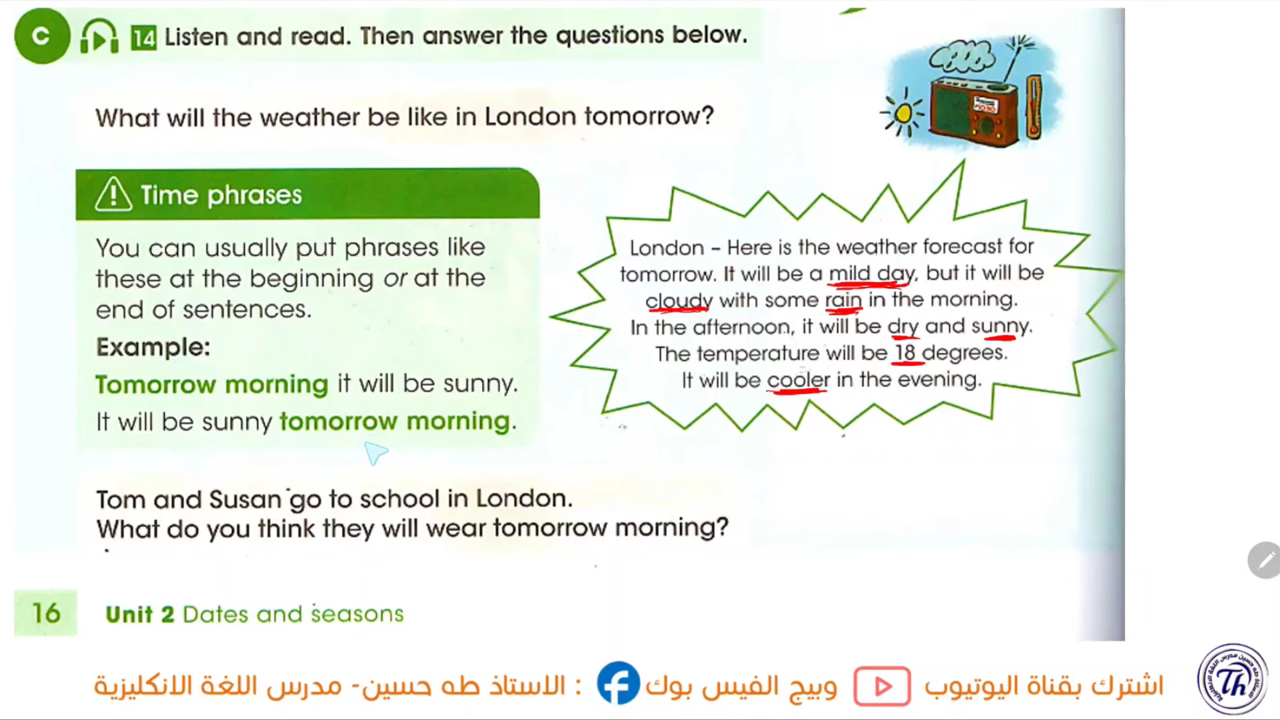 C 14 Listen and read. Then answer the questions below.
What will the weather be like in London tomorrow?
Time phrases
You can usually put phrases like
these at the beginning or at the
end of sentences.
Example:
Tomorrow morning it will be sunny.
It will be sunny tomorrow morning.
London – Here is the weather forecast for
tomorrow. It will be a mild day, but it will be
cloudy with some rain in the morning.
In the afternoon, it will be dry and sunny.
The temperature will be 18 degrees.
It will be cooler in the evening.
Tom and Susan go to school in London.
What do you think they will wear tomorrow morning?
16 Unit 2 Dates and seasons
اشترك بقناة اليوتيوب وبيج الفيس بوك : الاستاذ طه حسين- مدرس اللغة الانكليزية
Th